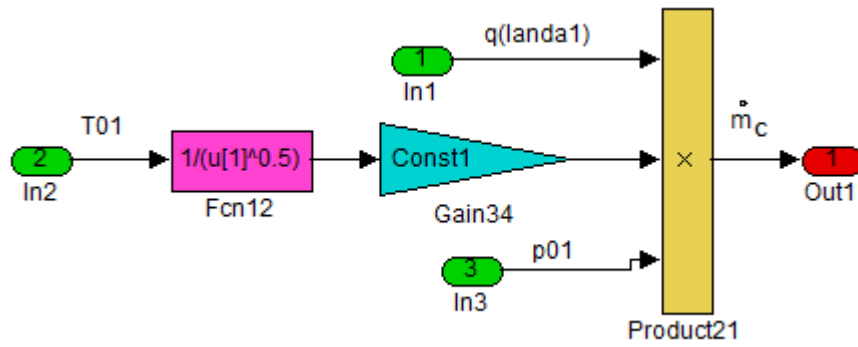 q(landa1)
1
In1
T01
ṁc
2
1/(u[1]^0.5)
Const1
×
1
In2
Fcn12
Gain34
Out1
p01
3
In3
Product21